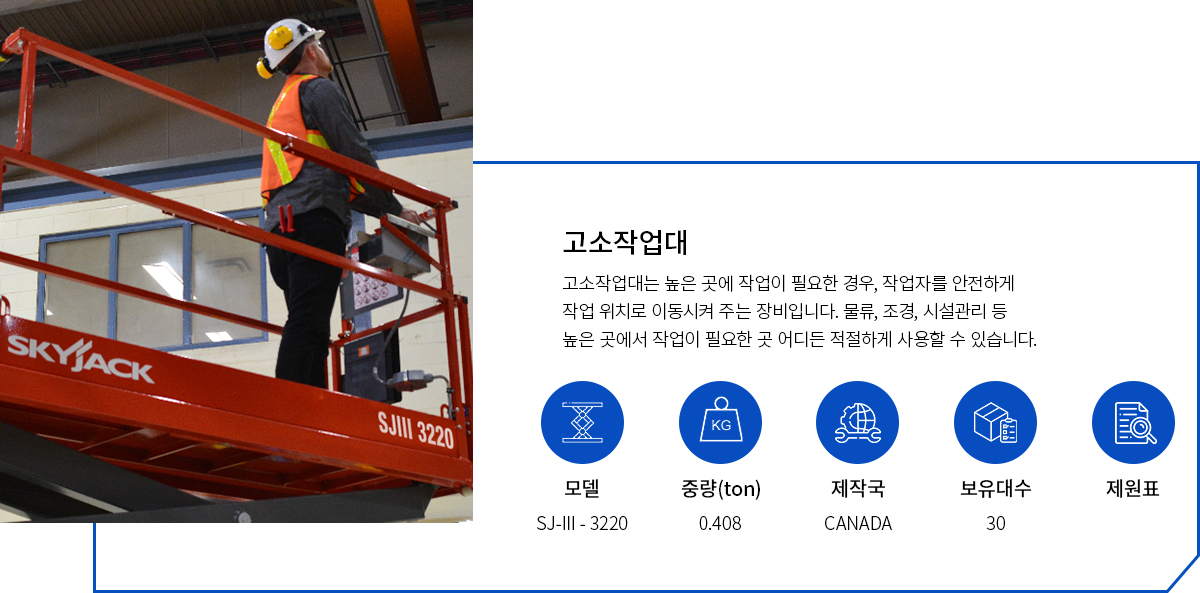 SKYJACK
SJIII 3220
고소작업대
고소작업대는 높은 곳에 작업이 필요한 경우, 작업자를 안전하게
작업 위치로 이동시켜 주는 장비입니다. 물류, 조경, 시설관리 등
높은 곳에서 작업이 필요한 곳 어디든 적절하게 사용할 수 있습니다.
KG
모델 중량(ton) 제작국 보유대수 제원표
SJ-III - 3220 0.408 CANADA 30